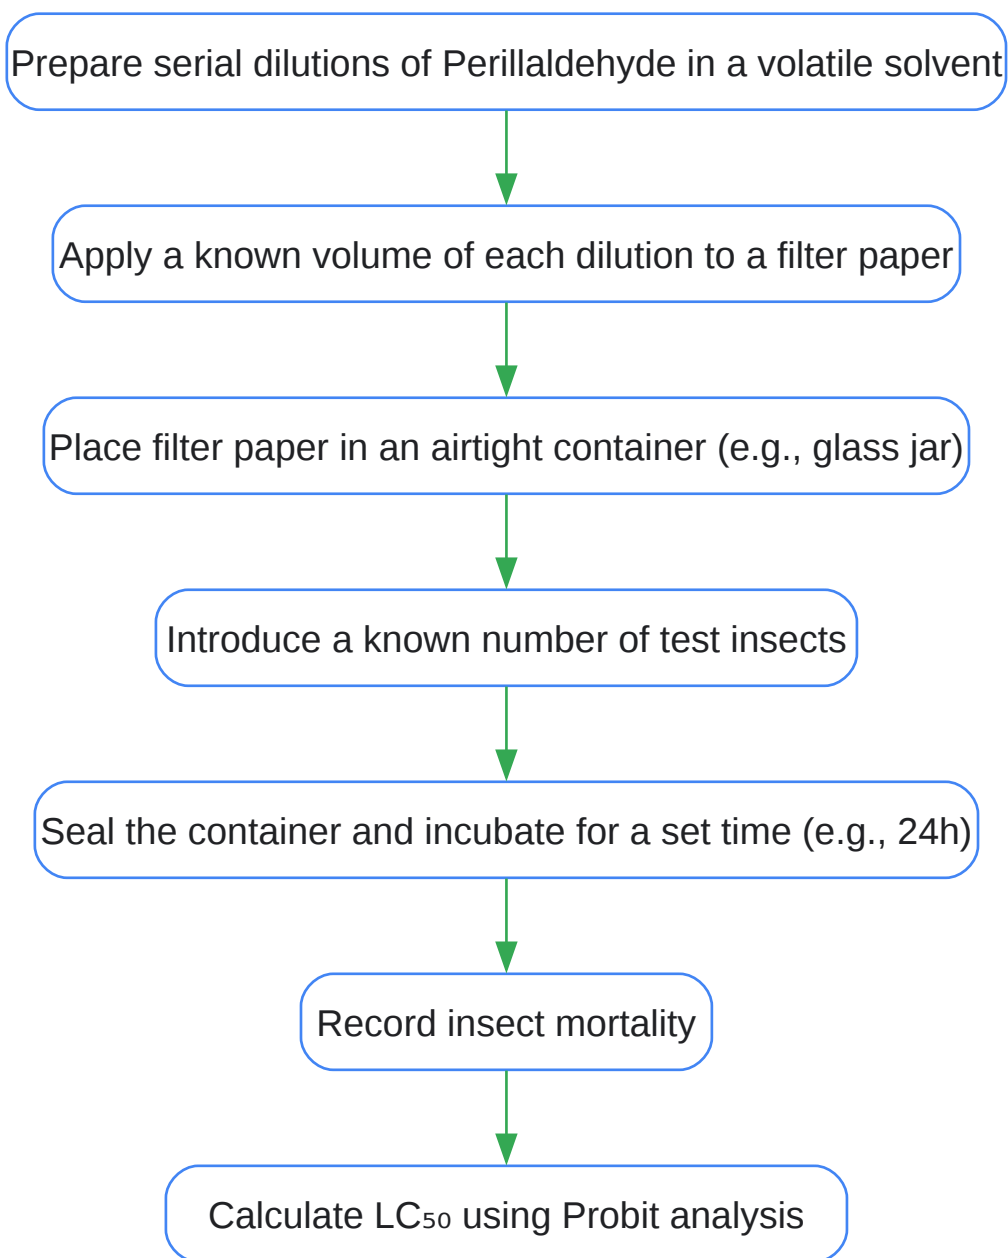 Prepare serial dilutions of Perillaldehyde in a volatile solvent
Apply a known volume of each dilution to a filter paper
Place filter paper in an airtight container (e.g., glass jar)
Introduce a known number of test insects
Seal the container and incubate for a set time (e.g., 24h)
Record insect mortality
Calculate LC₅₀ using Probit analysis